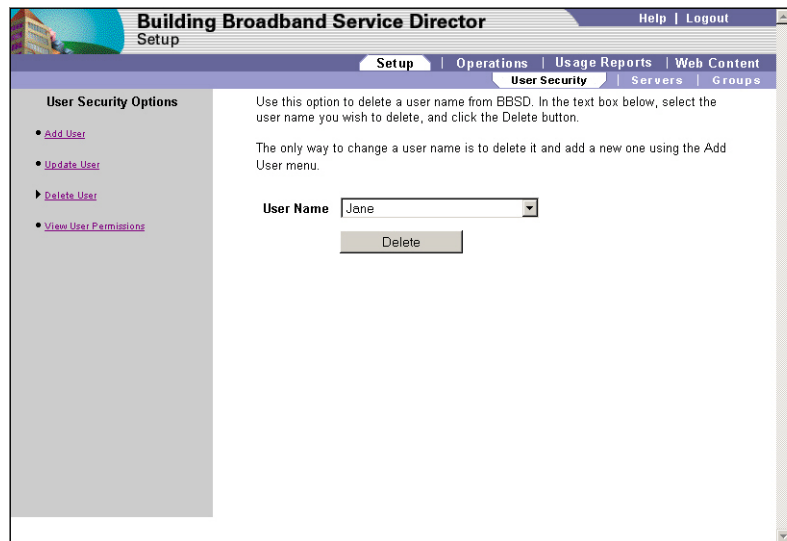 Building Broadband Service Director
Setup
Help | Logout
Setup | Operations | Usage Reports | Web Content
User Security | Servers | Groups
User Security Options
Add User
Update User
Delete User
View User Permissions
Use this option to delete a user name from BBSD. In the text box below, select the
user name you wish to delete, and click the Delete button.
The only way to change a user name is to delete it and add a new one using the Add
User menu.
User Name Jane
Delete